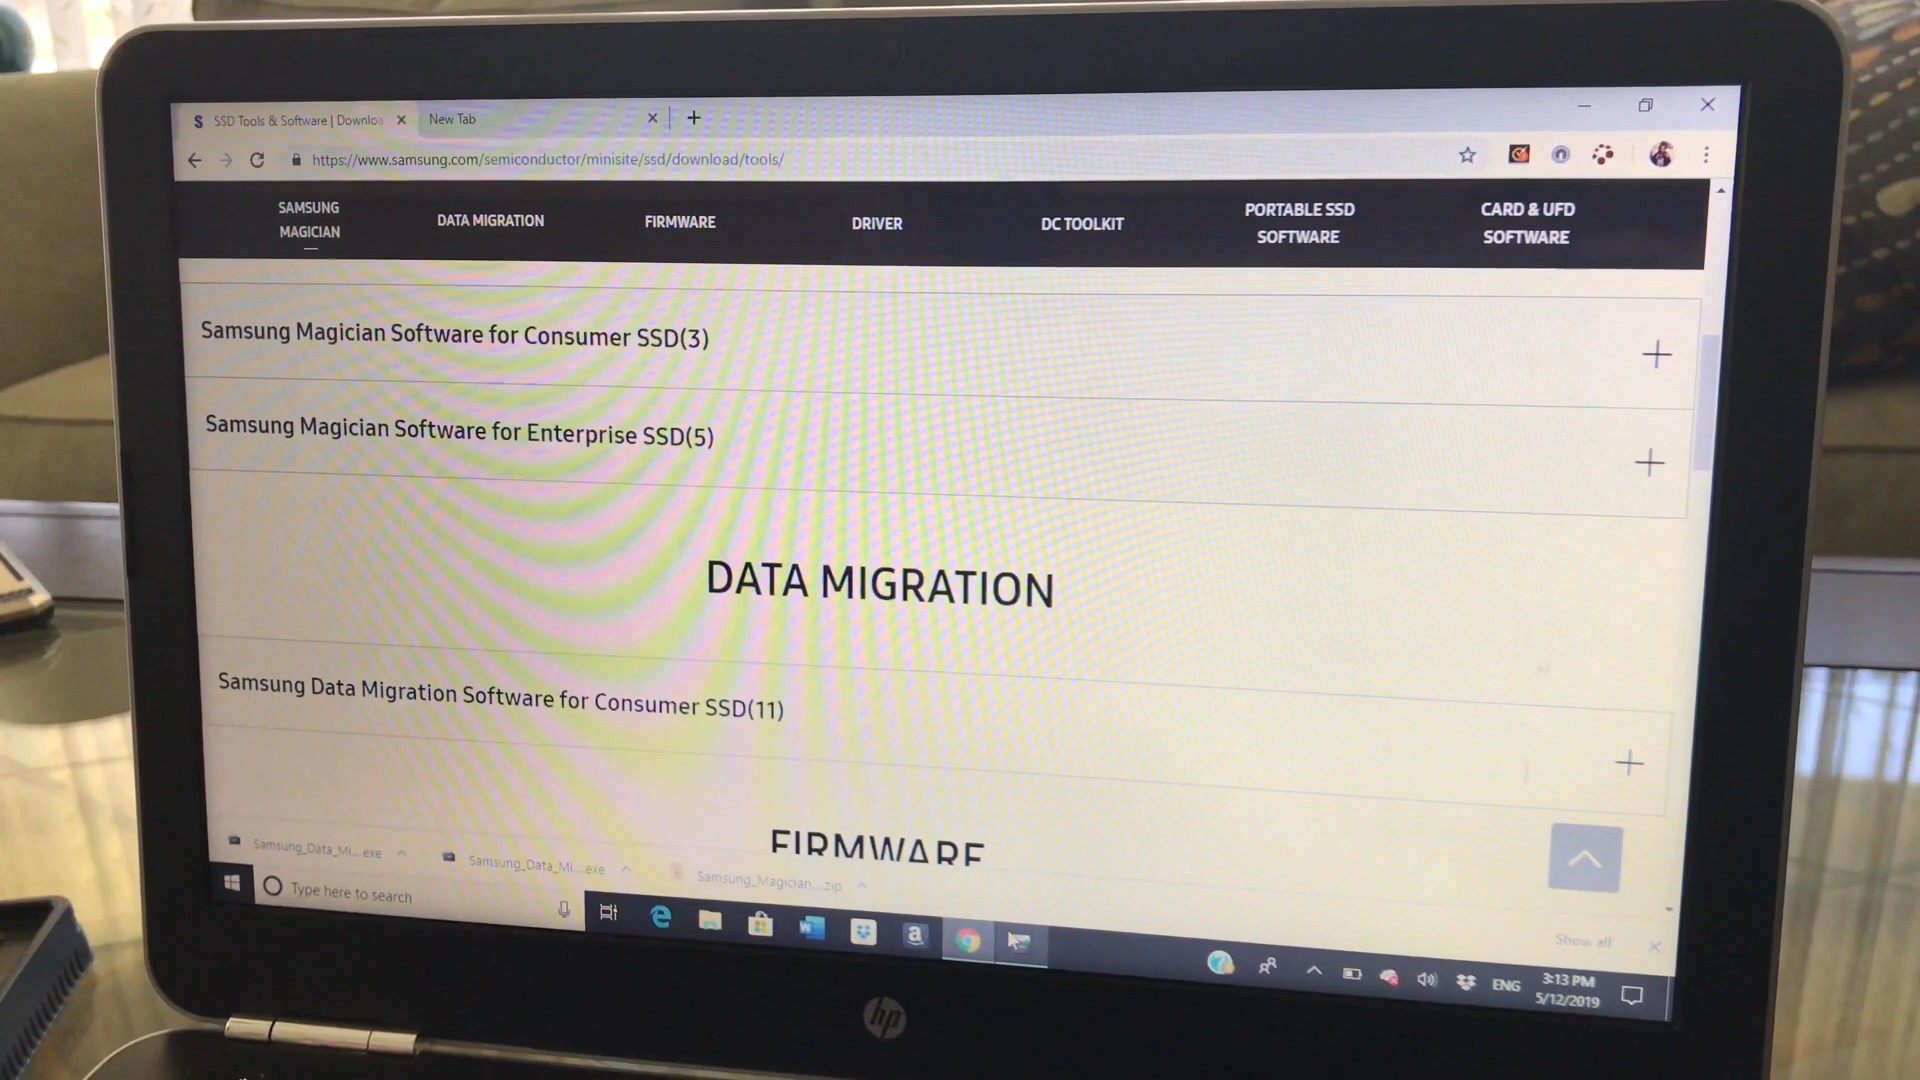 S SSD Tools & Software | Downloa
New Tab
https://www.samsung.com/semiconductor/minisite/ssd/download/tools/
SAMSUNG
MAGICIAN
DATA MIGRATION
FIRMWARE
DRIVER
DC TOOLKIT
PORTABLE SSD
SOFTWARE
CARD & UFD
SOFTWARE
Samsung Magician Software for Consumer SSD(3)
Samsung Magician Software for Enterprise SSD(5)
DATA MIGRATION
Samsung Data Migration Software for Consumer SSD(11)
FIRMWARE
Samsung_Data_Mi....exe
Samsung_Data_Mi....exe
Samsung_Magician....zip
Show all
Type here to search
ENG
3:13 PM
5/12/2019
hp